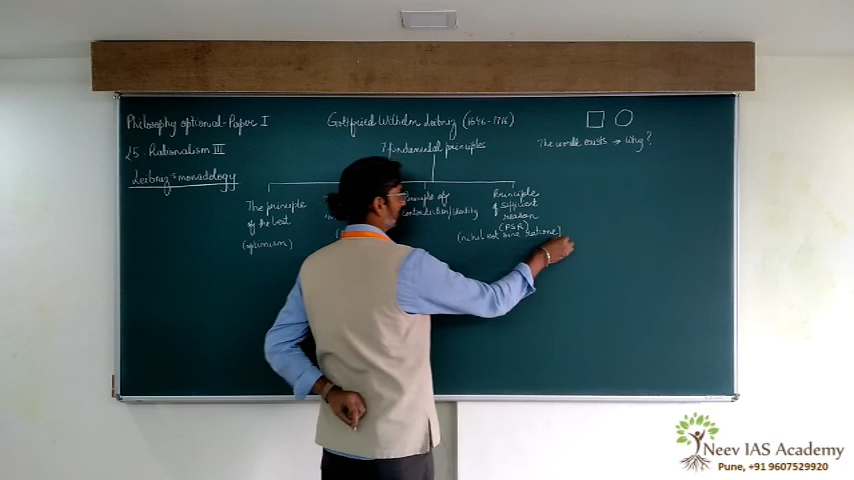 Philosophy optional-Paper I
Gottfried Wilhelm Leibniz (1646-1716)
25. Rationalism III
7 fundamental principles
The world exists → Why?
Leibniz's monadology
The principle
of the best
(optimism)
Principle of
Contradiction/Identity
Principle
of sufficient
reason
(PSR)
(nihil est sine ratione)
Neev IAS Academy
Pune, +91 9607529920